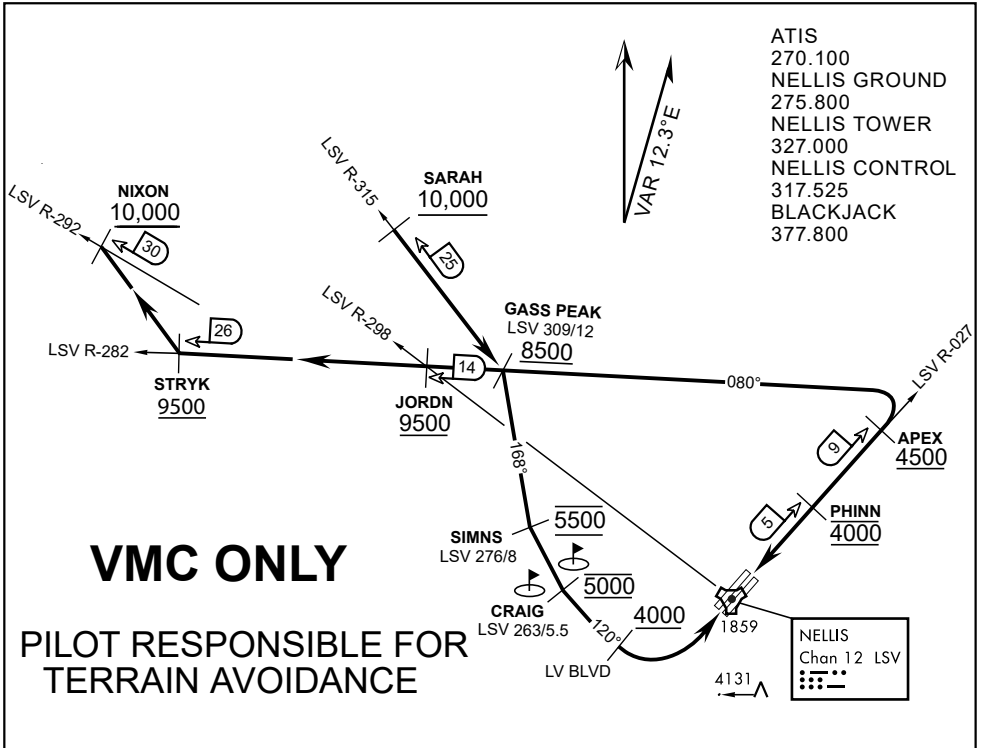 ATIS
270.100
NELLIS GROUND
275.800
NELLIS TOWER
327.000
NELLIS CONTROL
317.525
BLACKJACK
377.800
VAR 12.3°E
LSV R-315
SARAH
10,000
25
NIXON
10,000
LSV R-292
30
LSV R-298
GASS PEAK
LSV 309/12
8500
26
LSV R-282
14
STRYK
9500
JORDN
9500
080°
LSV R-027
9
APEX
4500
168°
5
PHINN
4000
SIMNS
LSV 276/8
5500
VMC ONLY
5000
CRAIG
LSV 263/5.5
120°
4000
LV BLVD
1859
PILOT RESPONSIBLE FOR
TERRAIN AVOIDANCE
4131
NELLIS
Chan 12 LSV